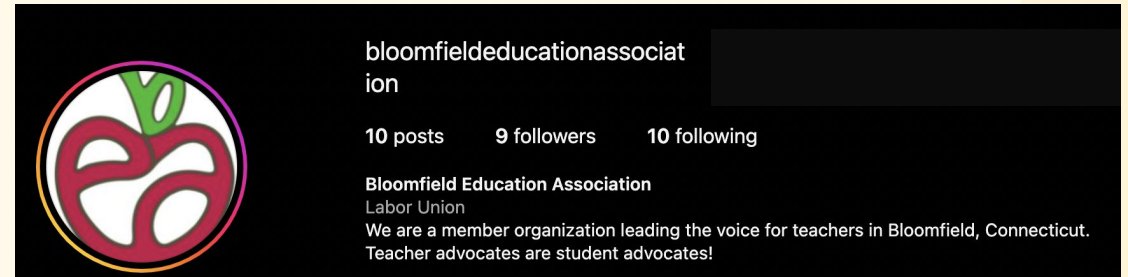 bloomfieldeducationassociat
ion
10 posts 9 followers 10 following
Bloomfield Education Association
Labor Union
We are a member organization leading the voice for teachers in Bloomfield, Connecticut.
Teacher advocates are student advocates!
b
ea